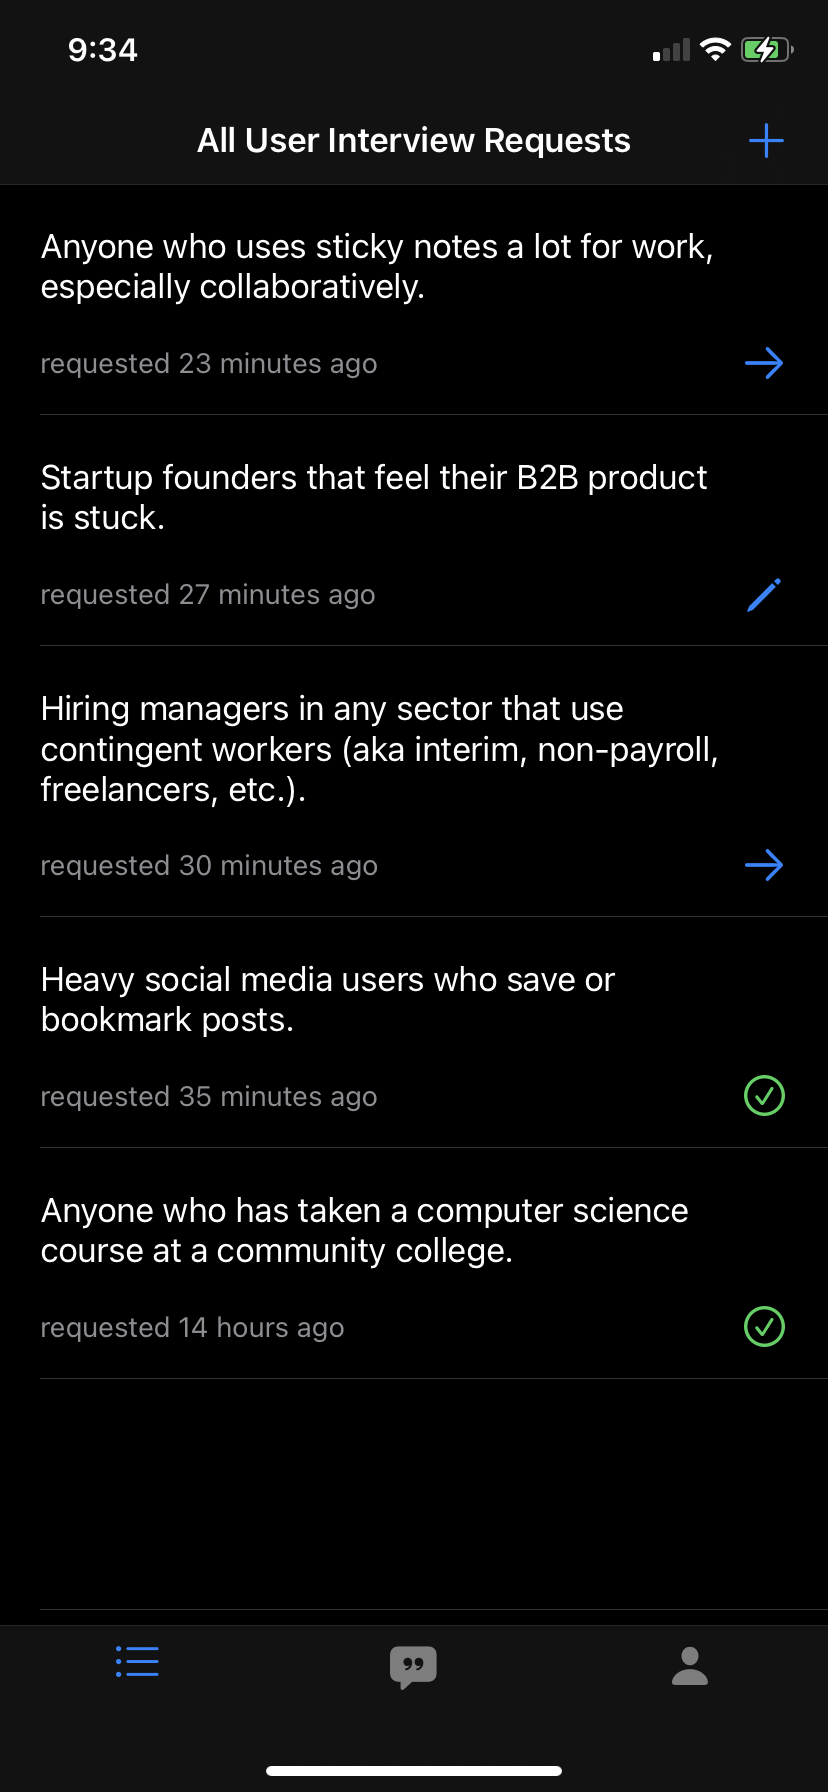 9:34
All User Interview Requests
Anyone who uses sticky notes a lot for work,
especially collaboratively.
requested 23 minutes ago
Startup founders that feel their B2B product
is stuck.
requested 27 minutes ago
Hiring managers in any sector that use
contingent workers (aka interim, non-payroll,
freelancers, etc.).
requested 30 minutes ago
Heavy social media users who save or
bookmark posts.
requested 35 minutes ago
Anyone who has taken a computer science
course at a community college.
requested 14 hours ago